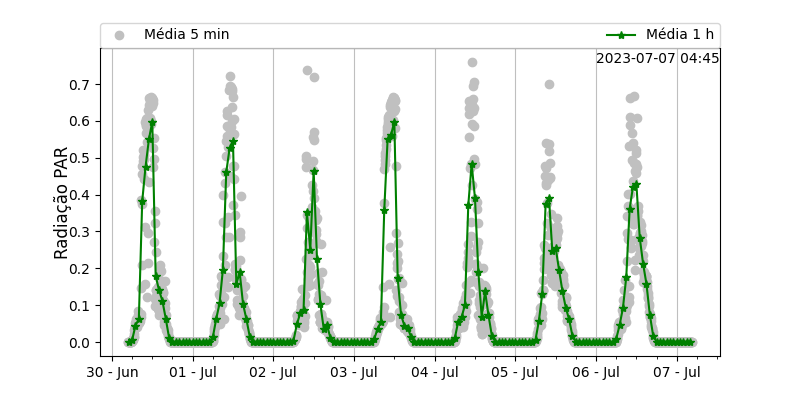 Média 5 min
Média 1 h
2023-07-07 04:45
Radiação PAR
0.7
0.6
0.5
0.4
0.3
0.2
0.1
0.0
30 - Jun
01 - Jul
02 - Jul
03 - Jul
04 - Jul
05 - Jul
06 - Jul
07 - Jul